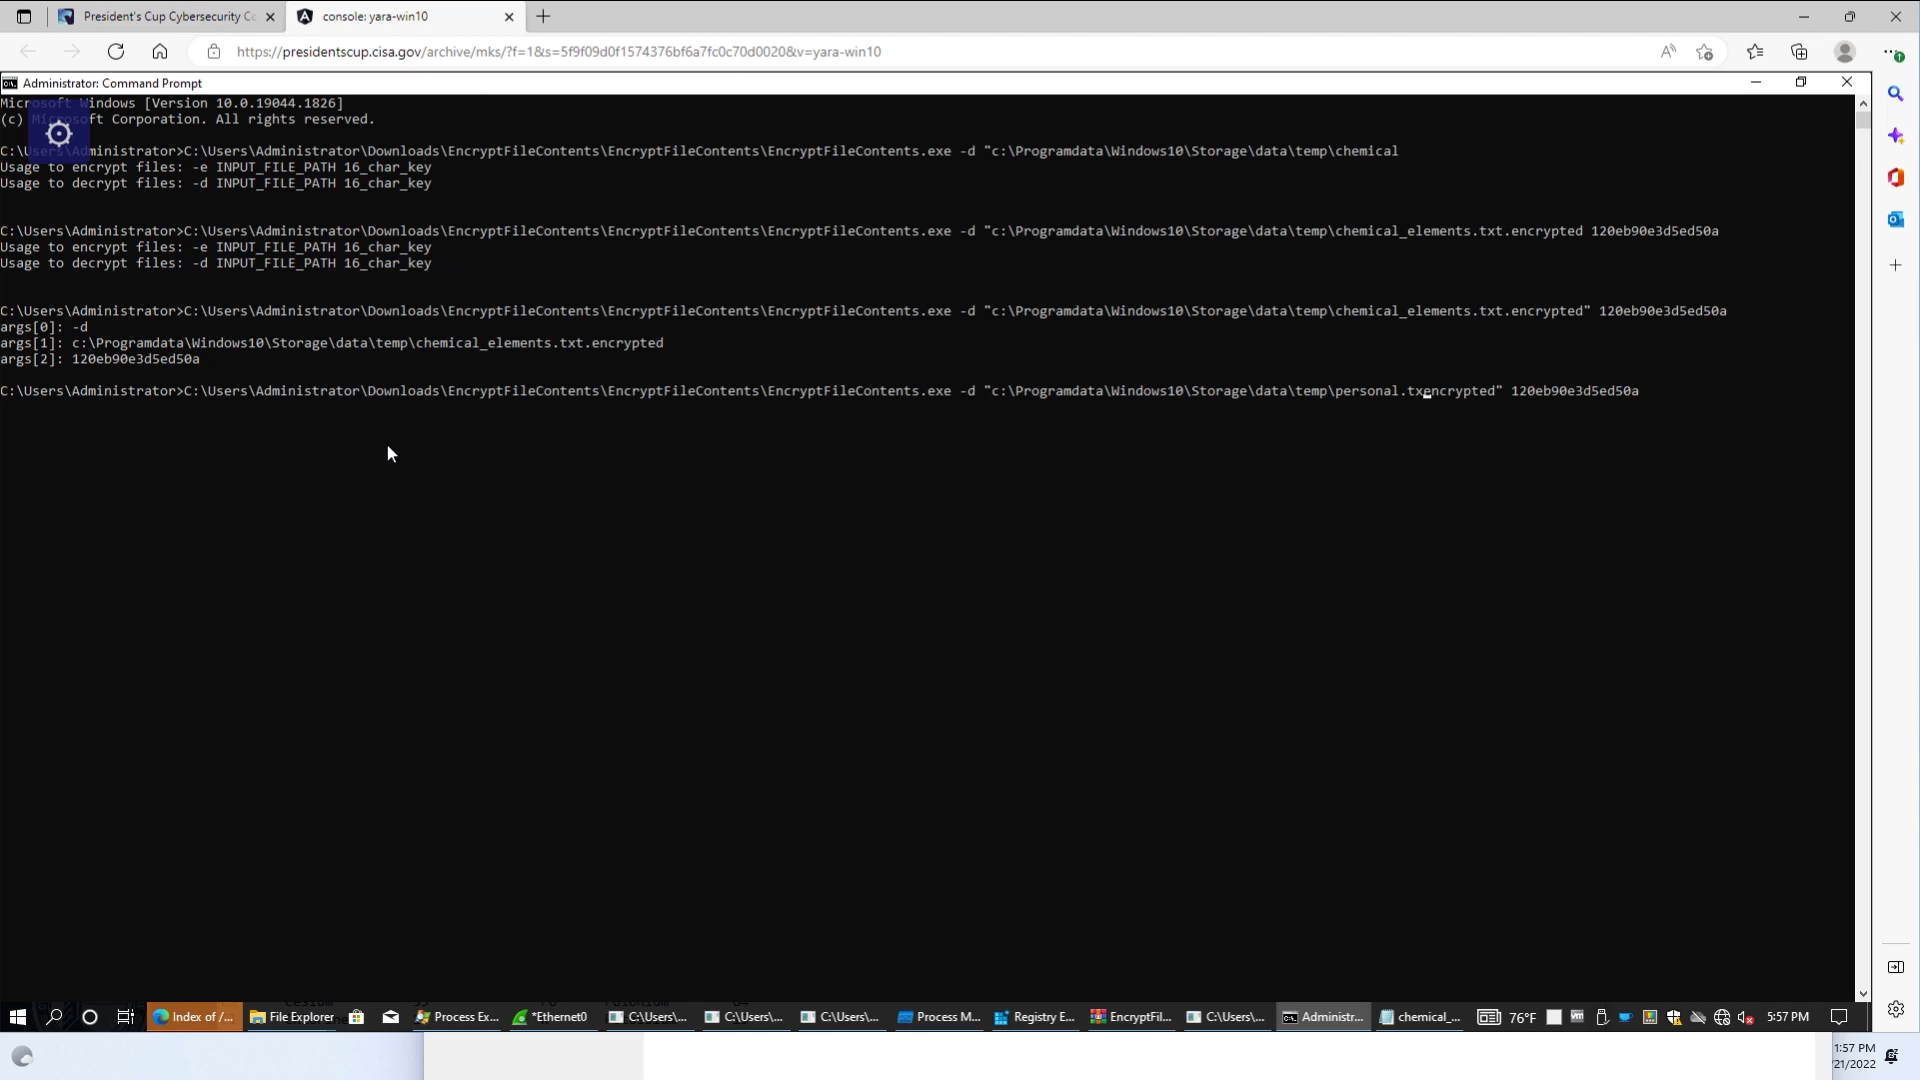 President's Cup Cybersecurity Co
console: yara-win10
https://presidentscup.cisa.gov/archive/mks/?f=1&s=5f9f09d0f1574376bf6a7fc0c70d0020&v=yara-win10
Administrator: Command Prompt
Microsoft Windows [Version 10.0.19044.1826]
(c) Microsoft Corporation. All rights reserved.
C:\Users\Administrator>C:\Users\Administrator\Downloads\EncryptFileContents\EncryptFileContents\EncryptFileContents.exe -d "c:\Programdata\Windows10\Storage\data\temp\chemical
Usage to encrypt files: -e INPUT_FILE_PATH 16_char_key
Usage to decrypt files: -d INPUT_FILE_PATH 16_char_key
C:\Users\Administrator>C:\Users\Administrator\Downloads\EncryptFileContents\EncryptFileContents\EncryptFileContents.exe -d "c:\Programdata\Windows10\Storage\data\temp\chemical_elements.txt.encrypted 120eb90e3d5ed50a
Usage to encrypt files: -e INPUT_FILE_PATH 16_char_key
Usage to decrypt files: -d INPUT_FILE_PATH 16_char_key
C:\Users\Administrator>C:\Users\Administrator\Downloads\EncryptFileContents\EncryptFileContents\EncryptFileContents.exe -d "c:\Programdata\Windows10\Storage\data\temp\chemical_elements.txt.encrypted" 120eb90e3d5ed50a
args[0]: -d
args[1]: c:\Programdata\Windows10\Storage\data\temp\chemical_elements.txt.encrypted
args[2]: 120eb90e3d5ed50a
C:\Users\Administrator>C:\Users\Administrator\Downloads\EncryptFileContents\EncryptFileContents\EncryptFileContents.exe -d "c:\Programdata\Windows10\Storage\data\temp\personal.txencrypted" 120eb90e3d5ed50a
Index of /... File Explorer Process Ex... *Ethernet0 C:\Users\... C:\Users\... C:\Users\... Process M... Registry E... EncryptFil... C:\Users\... Administr... chemical_... 76°F 5:57 PM
1:57 PM
/21/2022